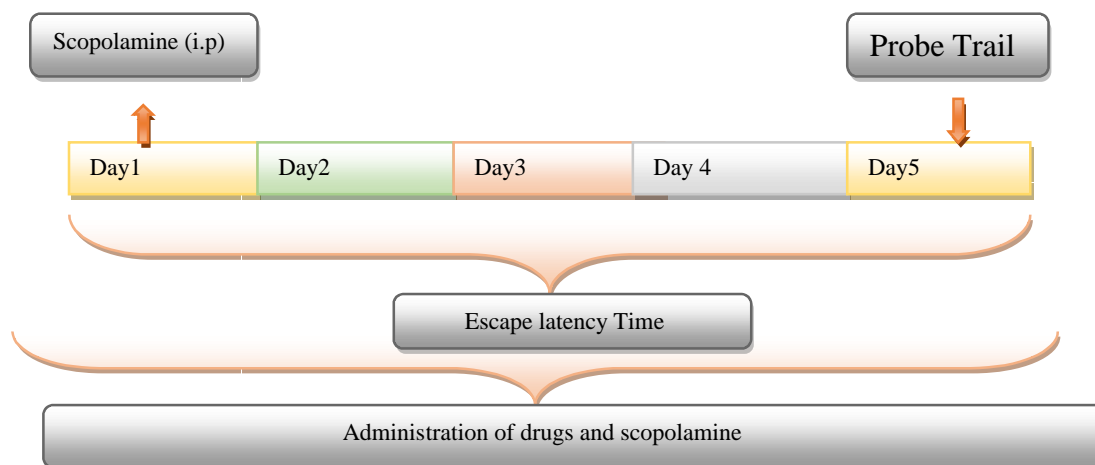 Scopolamine (i.p)
Probe Trail
Day1
Day2
Day3
Day 4
Day5
Escape latency Time
Administration of drugs and scopolamine